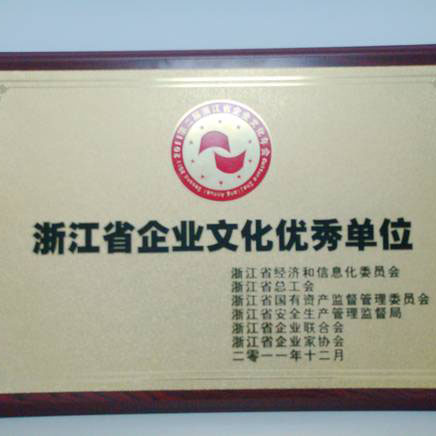 2011第二届浙江省企业文化年会
浙江省企业文化优秀单位
浙江省经济和信息化委员会
浙江省总工会
浙江省国有资产监督管理委员会
浙江省安全生产管理监督局
浙江省企业联合会
浙江省企业家协会
二零一一年十二月